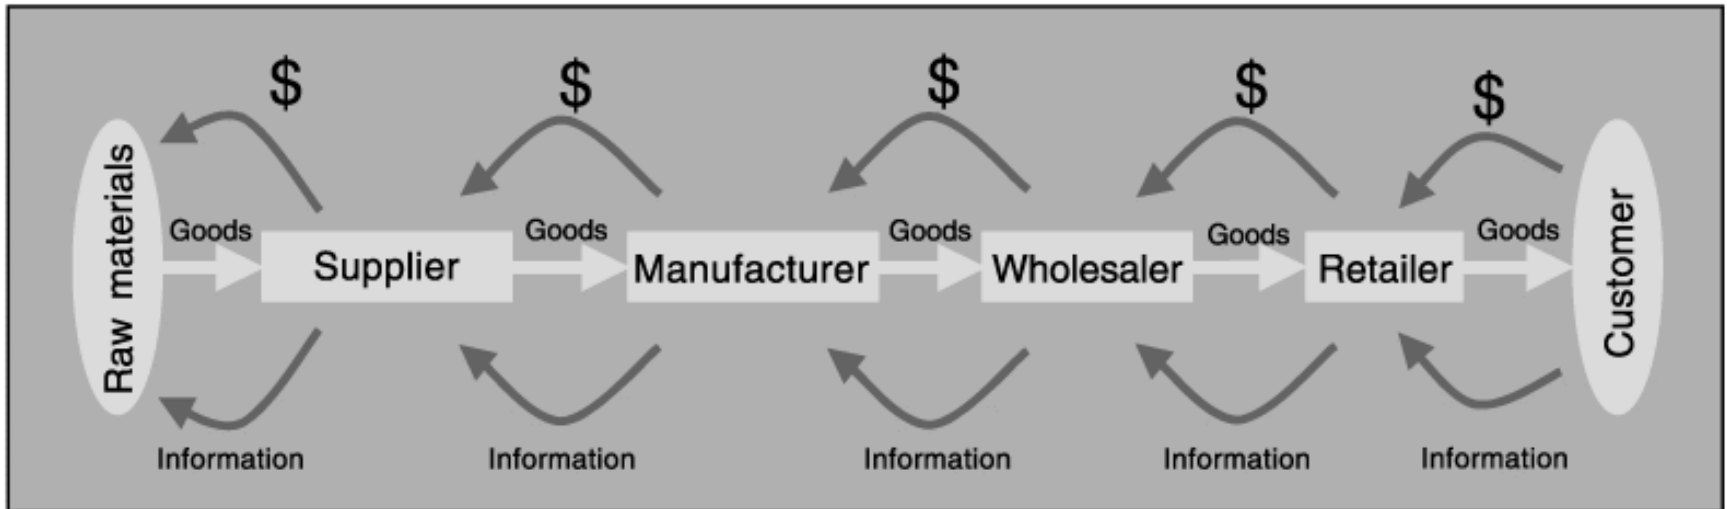 $
$
$
$
$
Raw materials
Goods
Supplier
Goods
Manufacturer
Goods
Wholesaler
Goods
Retailer
Goods
Customer
Information
Information
Information
Information
Information